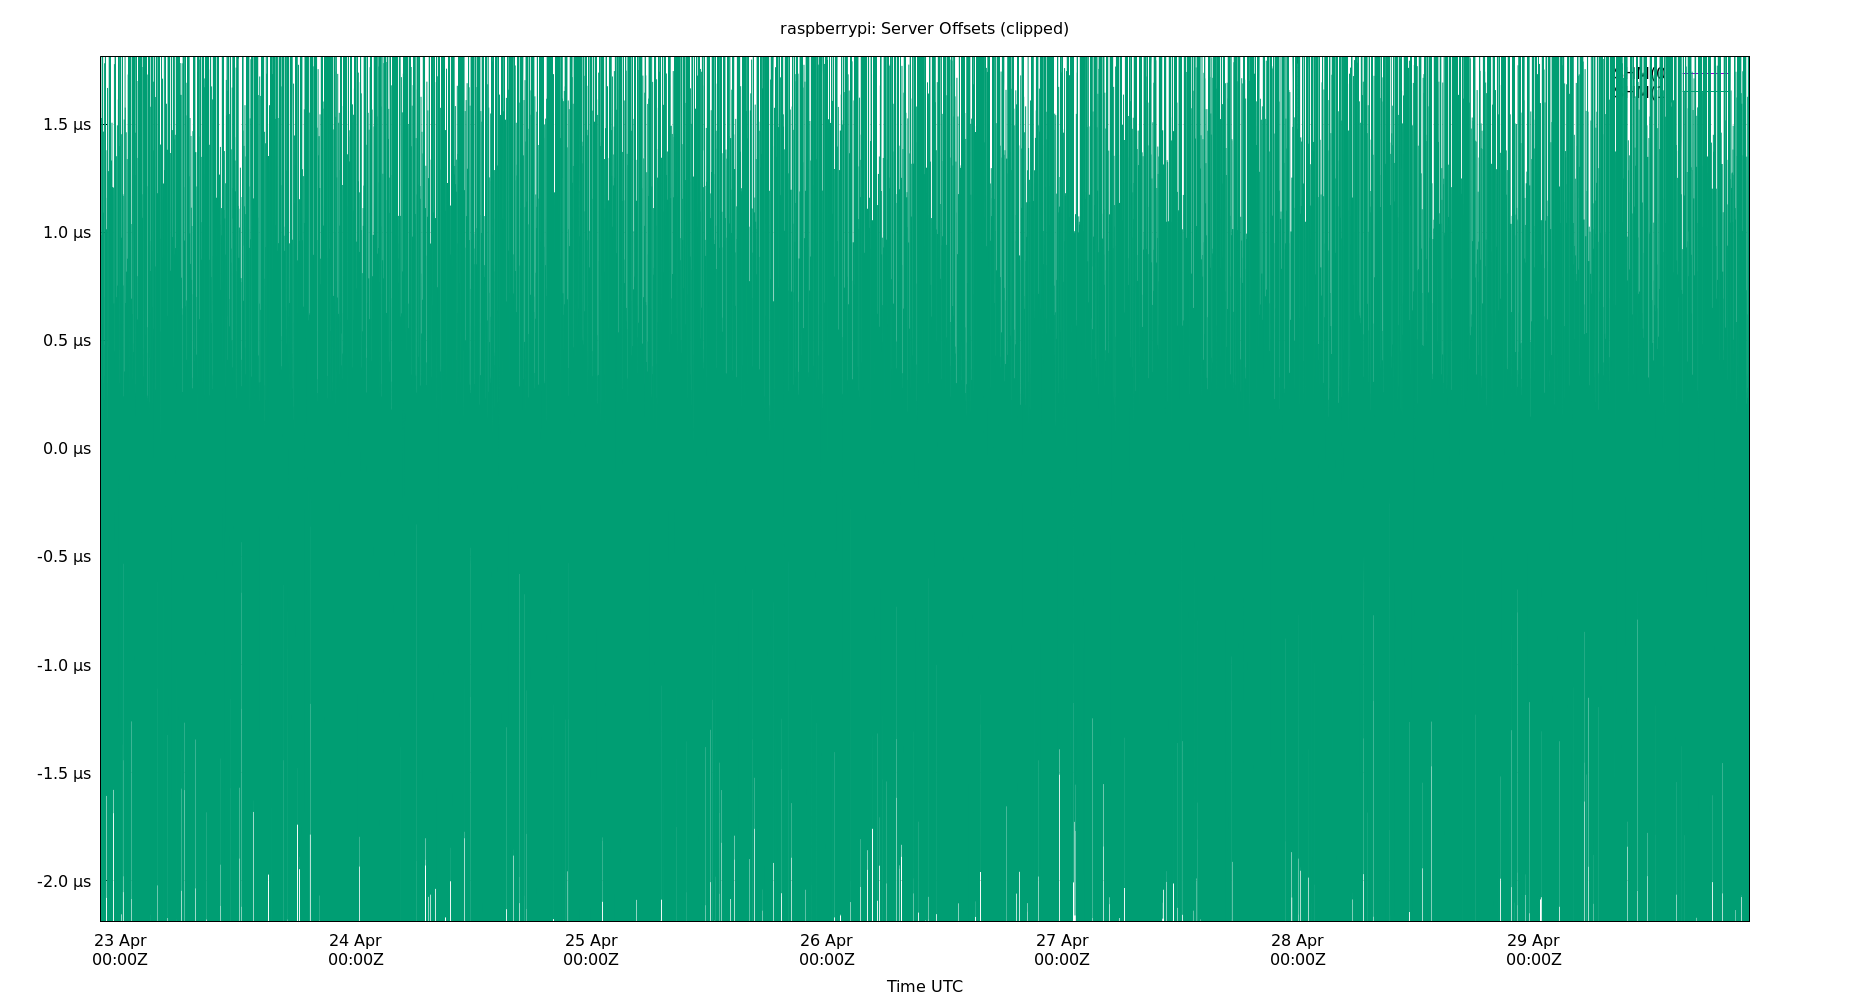 raspberrypi: Server Offsets (clipped)
1.5 µs
1.0 µs
0.5 µs
0.0 µs
-0.5 µs
-1.0 µs
-1.5 µs
-2.0 µs
23 Apr
00:00Z
24 Apr
00:00Z
25 Apr
00:00Z
26 Apr
00:00Z
27 Apr
00:00Z
28 Apr
00:00Z
29 Apr
00:00Z
Time UTC